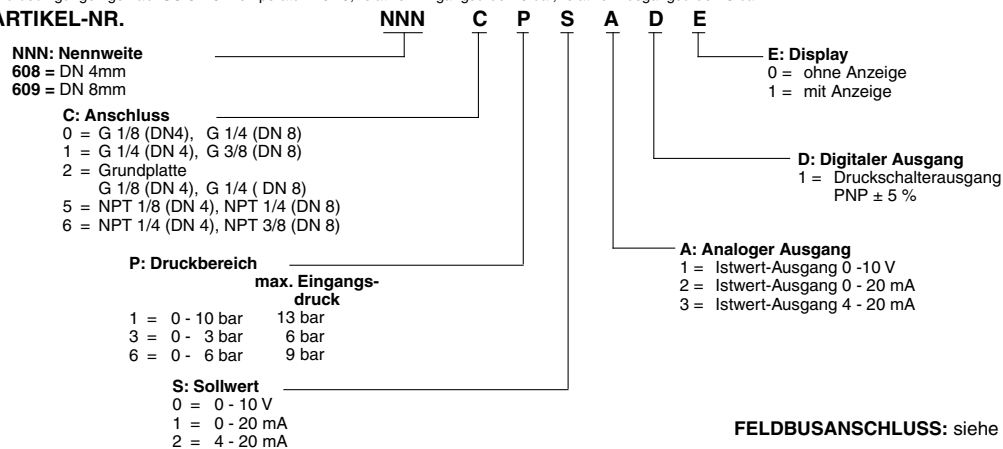 ARTIKEL-NR. NNN C P S A D E
NNN: Nennweite
608 = DN 4mm
609 = DN 8mm
E: Display
0 = ohne Anzeige
1 = mit Anzeige
C: Anschluss
0 = G 1/8 (DN4), G 1/4 (DN 8)
1 = G 1/4 (DN 4), G 3/8 (DN 8)
2 = Grundplatte
G 1/8 (DN 4), G 1/4 ( DN 8)
5 = NPT 1/8 (DN 4), NPT 1/4 (DN 8)
6 = NPT 1/4 (DN 4), NPT 3/8 (DN 8)
D: Digitaler Ausgang
1 = Druckschalterausgang
PNP ± 5 %
A: Analoger Ausgang
1 = Istwert-Ausgang 0 -10 V
2 = Istwert-Ausgang 0 - 20 mA
3 = Istwert-Ausgang 4 - 20 mA
P: Druckbereich
max. Eingangs-
druck
1 = 0 - 10 bar 13 bar
3 = 0 - 3 bar 6 bar
6 = 0 - 6 bar 9 bar
S: Sollwert
0 = 0 - 10 V
1 = 0 - 20 mA
2 = 4 - 20 mA
FELDBUSANSCHLUSS: siehe